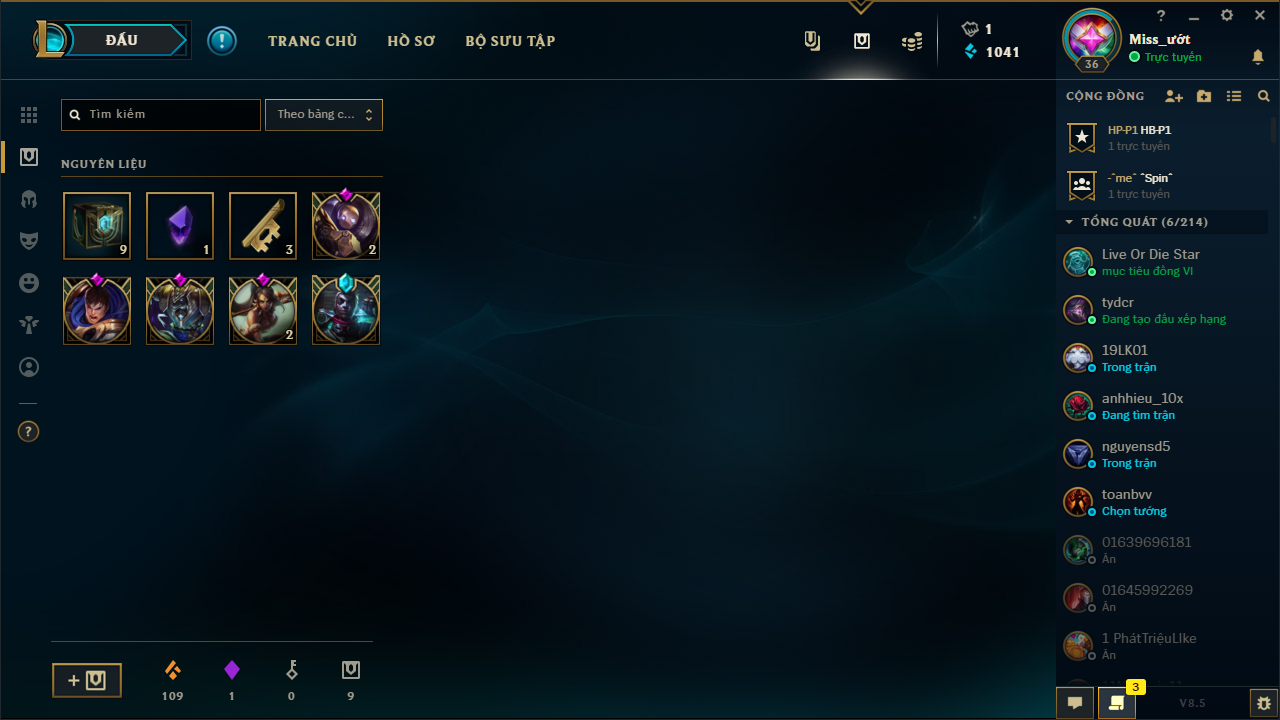 ĐẤU
!
TRANG CHỦ
HỒ SƠ
BỘ SƯU TẬP
1
1041
?
36
Miss_ướt
Trực tuyến
Tìm kiếm
Theo bảng c...
CỘNG ĐỒNG
HP-P1 HB-P1
1 trực tuyến
-ˆmeˆ ˆSpinˆ
1 trực tuyến
NGUYÊN LIỆU
9
1
3
2
2
TỔNG QUÁT (6/214)
Live Or Die Star
mục tiêu đồng VI
tydcr
Đang tạo đấu xếp hạng
19LK01
Trong trận
anhhieu_10x
Đang tìm trận
nguyensd5
Trong trận
toanbvv
Chọn tướng
01639696181
Ẩn
01645992269
Ẩn
1 PhátTriệuLIke
Ẩn
?
109
1
0
9
3
V8.5